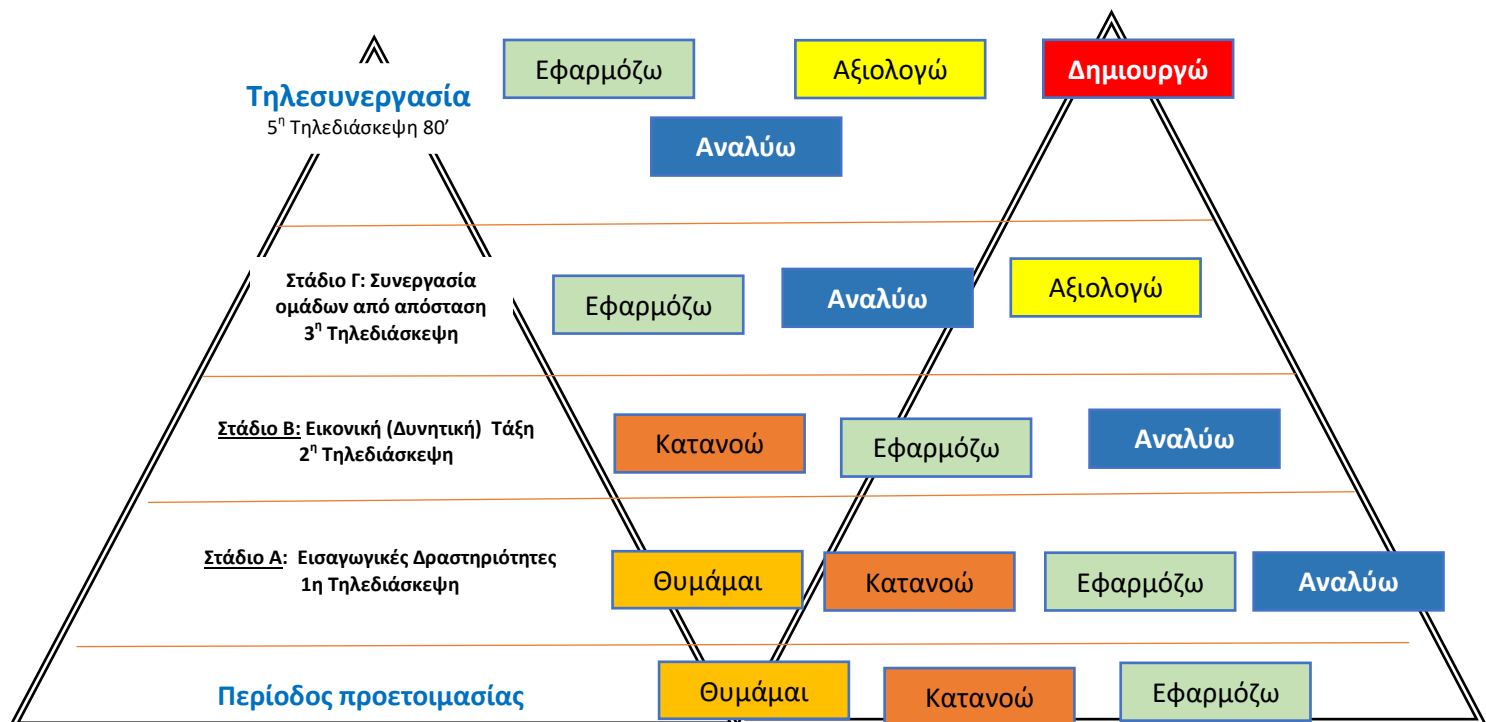 Τηλεσυνεργασία
5η Τηλεδιάσκεψη 80’
Εφαρμόζω
Αξιολογώ
Δημιουργώ
Αναλύω
Στάδιο Γ: Συνεργασία
ομάδων από απόσταση
3η Τηλεδιάσκεψη
Εφαρμόζω
Αναλύω
Αξιολογώ
Στάδιο Β: Εικονική (Δυνητική) Τάξη
2η Τηλεδιάσκεψη
Κατανοώ
Εφαρμόζω
Αναλύω
Στάδιο Α: Εισαγωγικές Δραστηριότητες
1η Τηλεδιάσκεψη
Θυμάμαι
Κατανοώ
Εφαρμόζω
Αναλύω
Περίοδος προετοιμασίας
Θυμάμαι
Κατανοώ
Εφαρμόζω